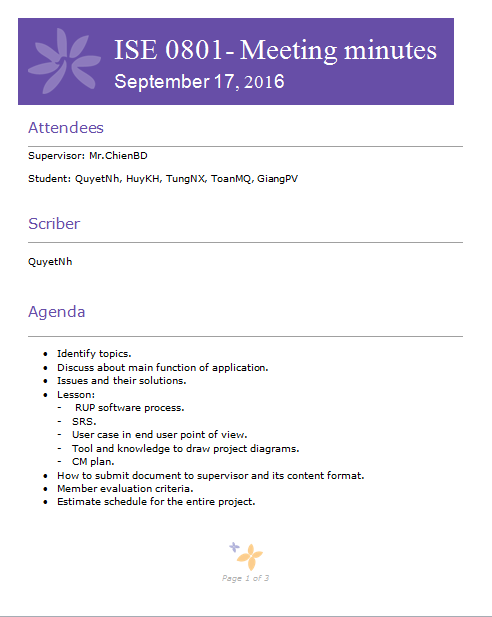 ISE 0801- Meeting minutes
September 17, 2016
Attendees
Supervisor: Mr.ChienBD
Student: QuyetNh, HuyKH, TungNX, ToanMQ, GiangPV
Scriber
QuyetNh
Agenda
• Identify topics.
• Discuss about main function of application.
• Issues and their solutions.
• Lesson:
- RUP software process.
- SRS.
- User case in end user point of view.
- Tool and knowledge to draw project diagrams.
- CM plan.
• How to submit document to supervisor and its content format.
• Member evaluation criteria.
• Estimate schedule for the entire project.
Page 1 of 3